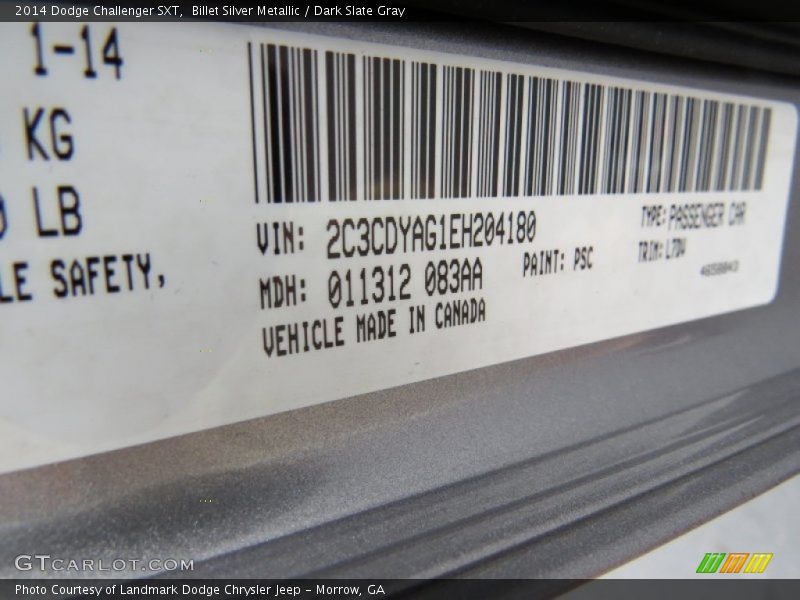 2014 Dodge Challenger SXT,  Billet Silver Metallic / Dark Slate Gray
1-14
KG
LB
LE SAFETY,
VIN: 2C3CDYAG1EH204180
TYPE: PASSENGER CAR
MDH: 011312 083AA
PAINT: PSC
TRIM: L7DV
VEHICLE MADE IN CANADA
GTCARLOT.COM
Photo Courtesy of Landmark Dodge Chrysler Jeep – Morrow, GA